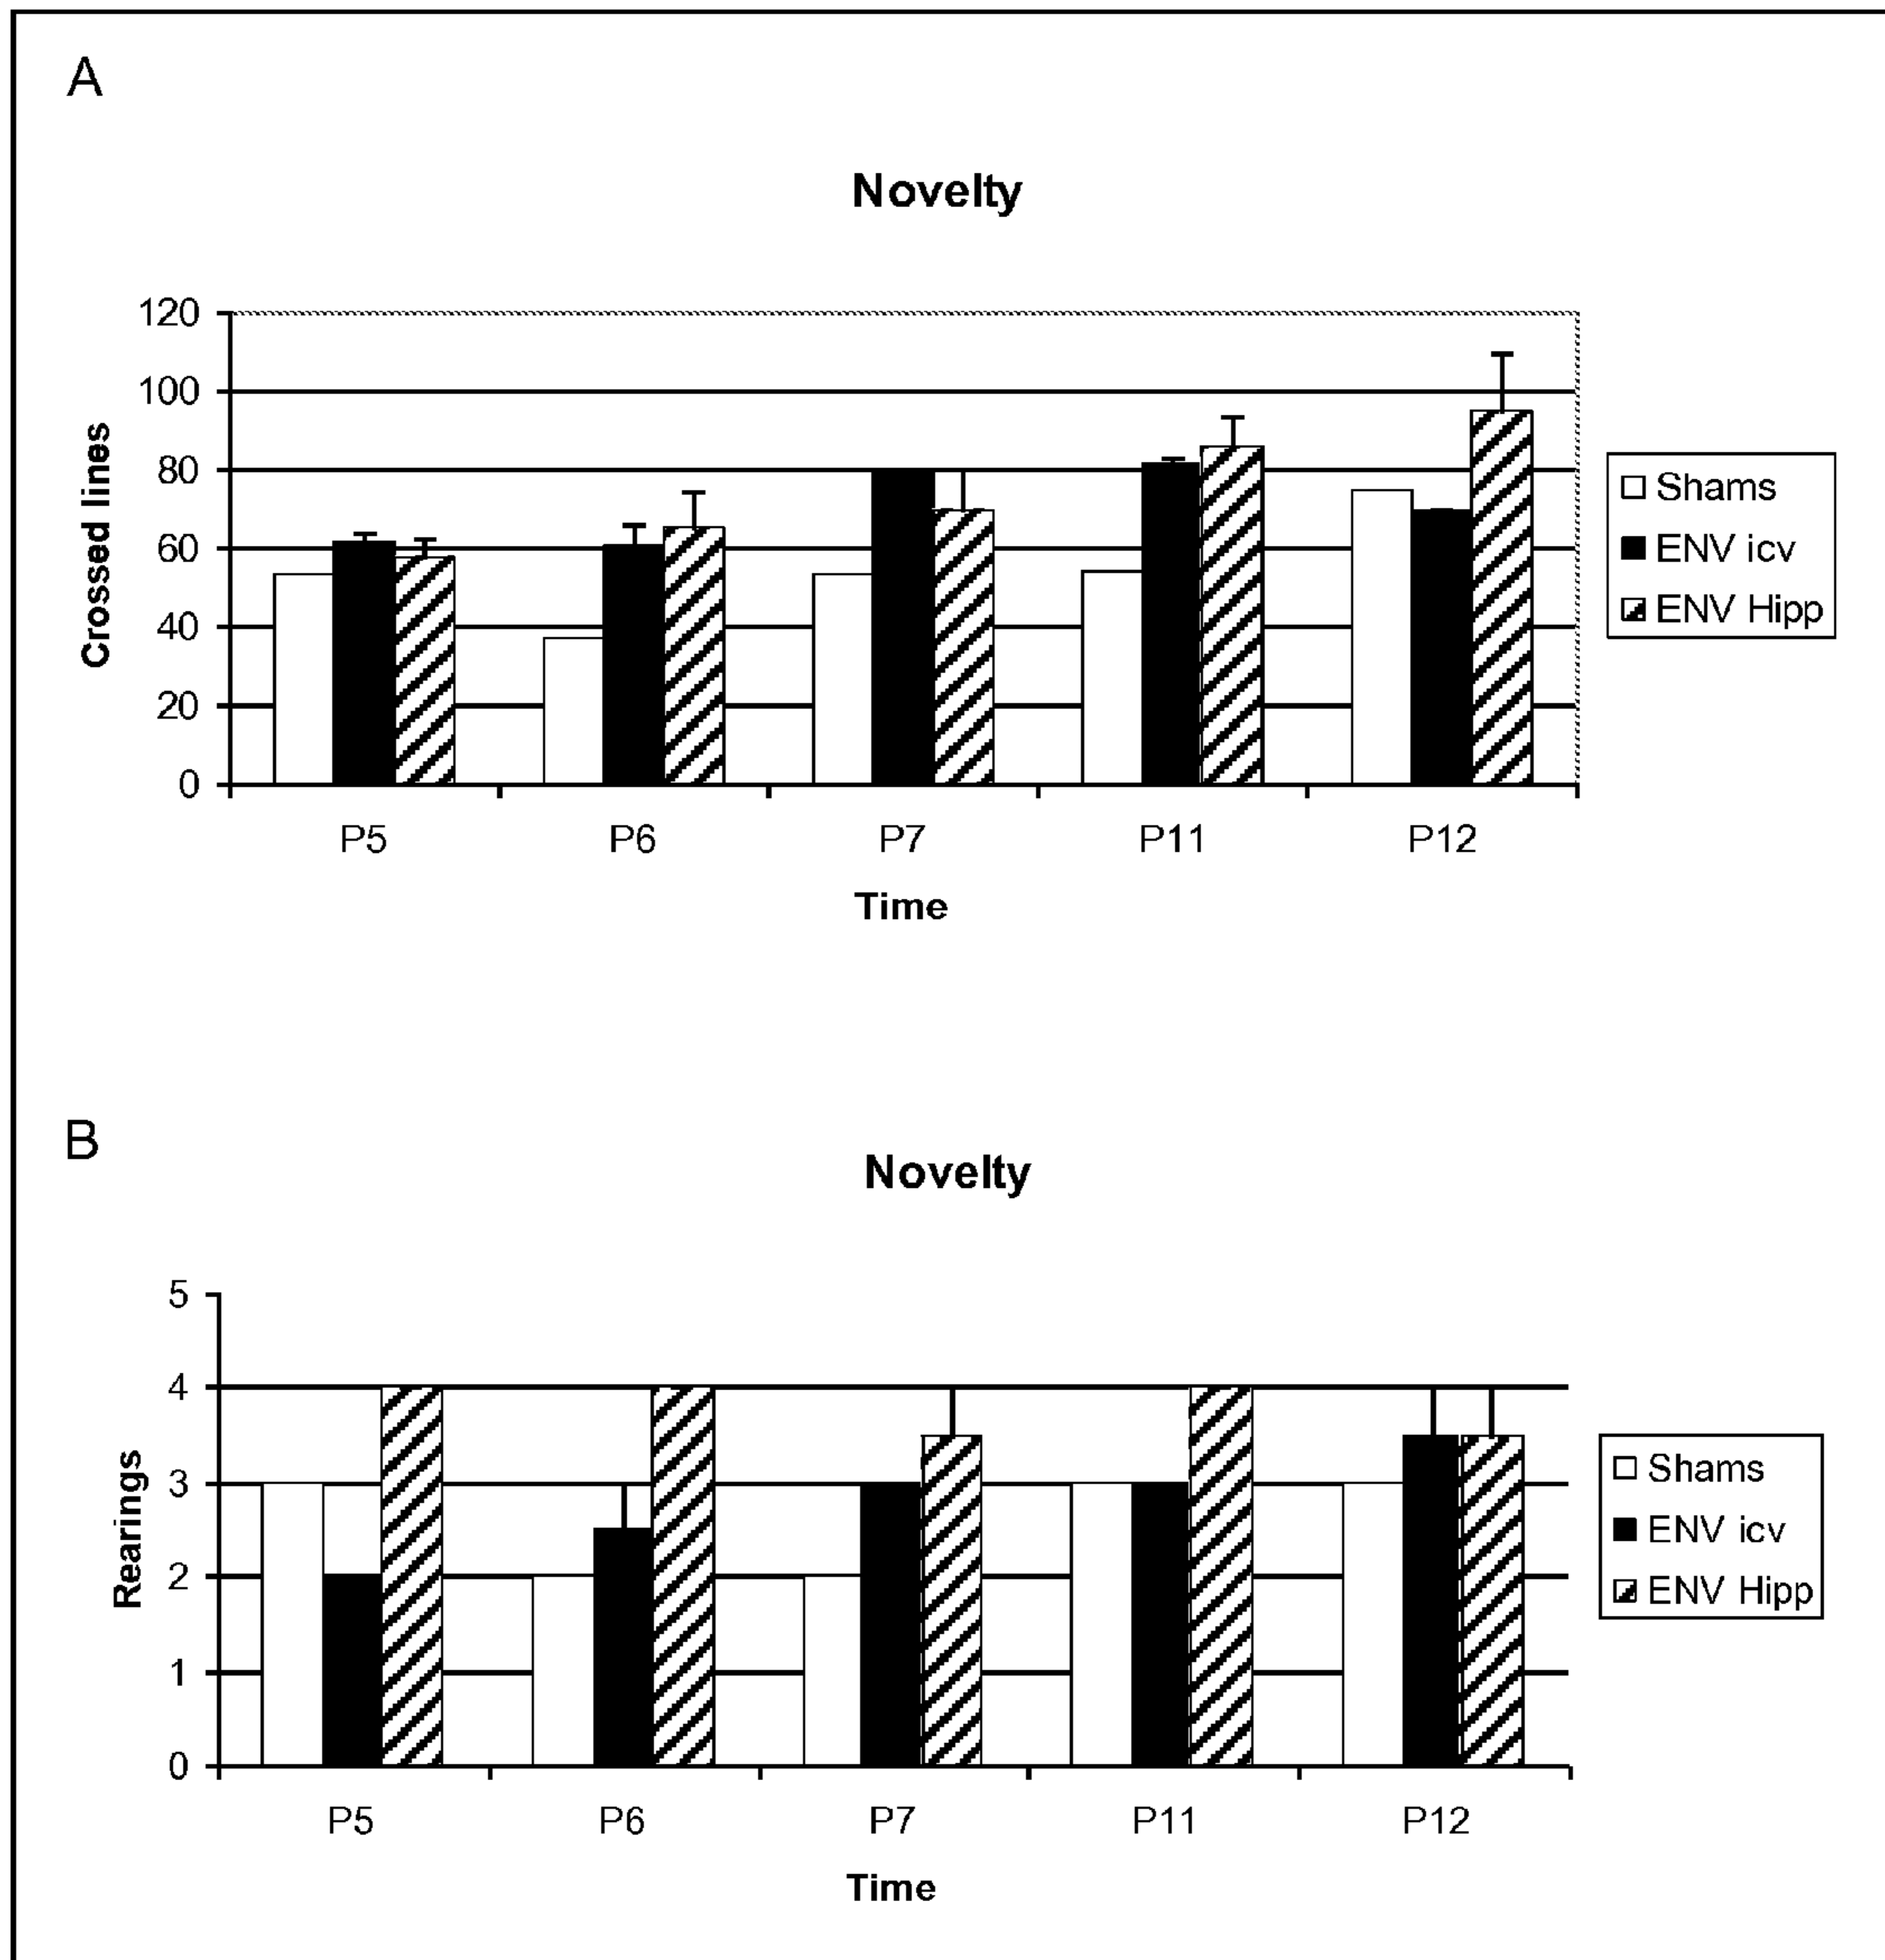 A
Novelty
120
100
80
60
40
20
0
Crossed lines
P5 P6 P7 P11 P12
Time
Shams
ENV icv
ENV Hipp
B
Novelty
5
4
3
2
1
0
Rearings
P5 P6 P7 P11 P12
Time
Shams
ENV icv
ENV Hipp